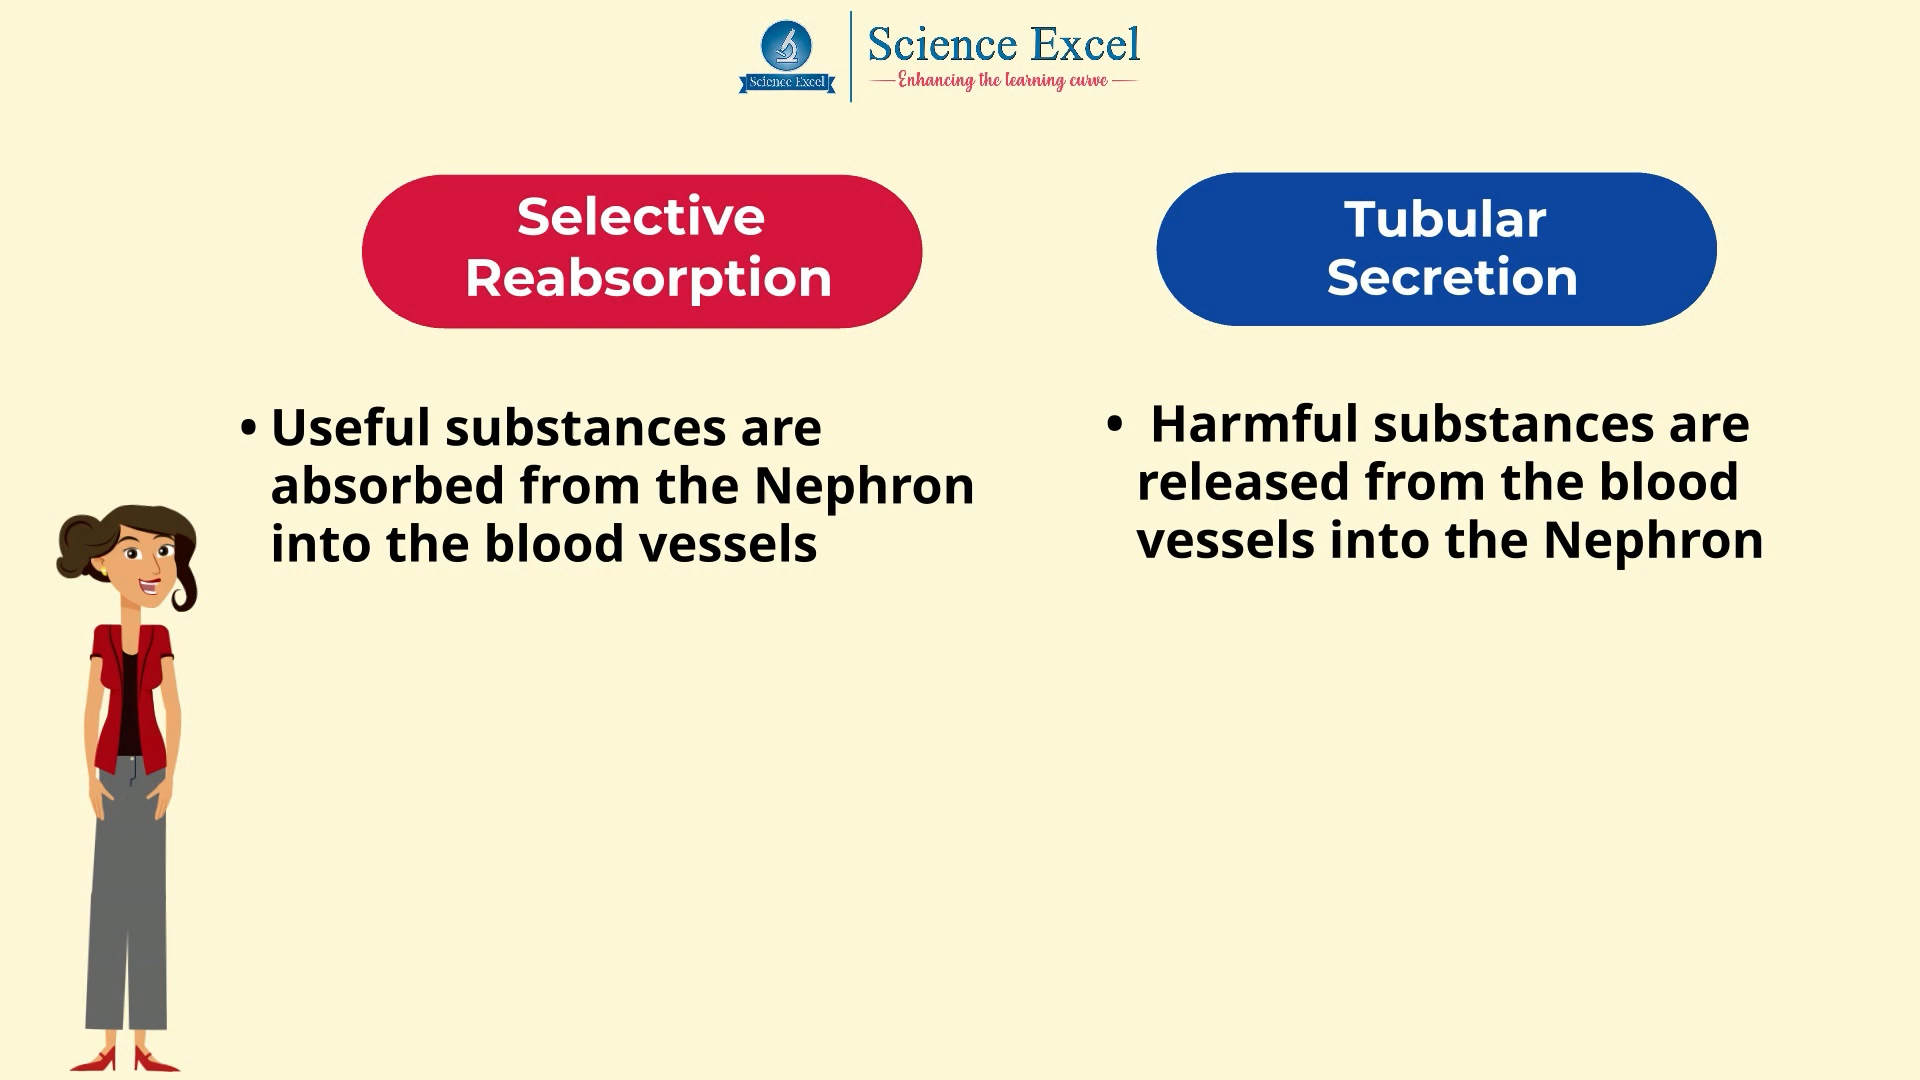 Science Excel
Science Excel
Enhancing the learning curve
Selective
Reabsorption
Tubular
Secretion
• Useful substances are
absorbed from the Nephron
into the blood vessels
• Harmful substances are
released from the blood
vessels into the Nephron